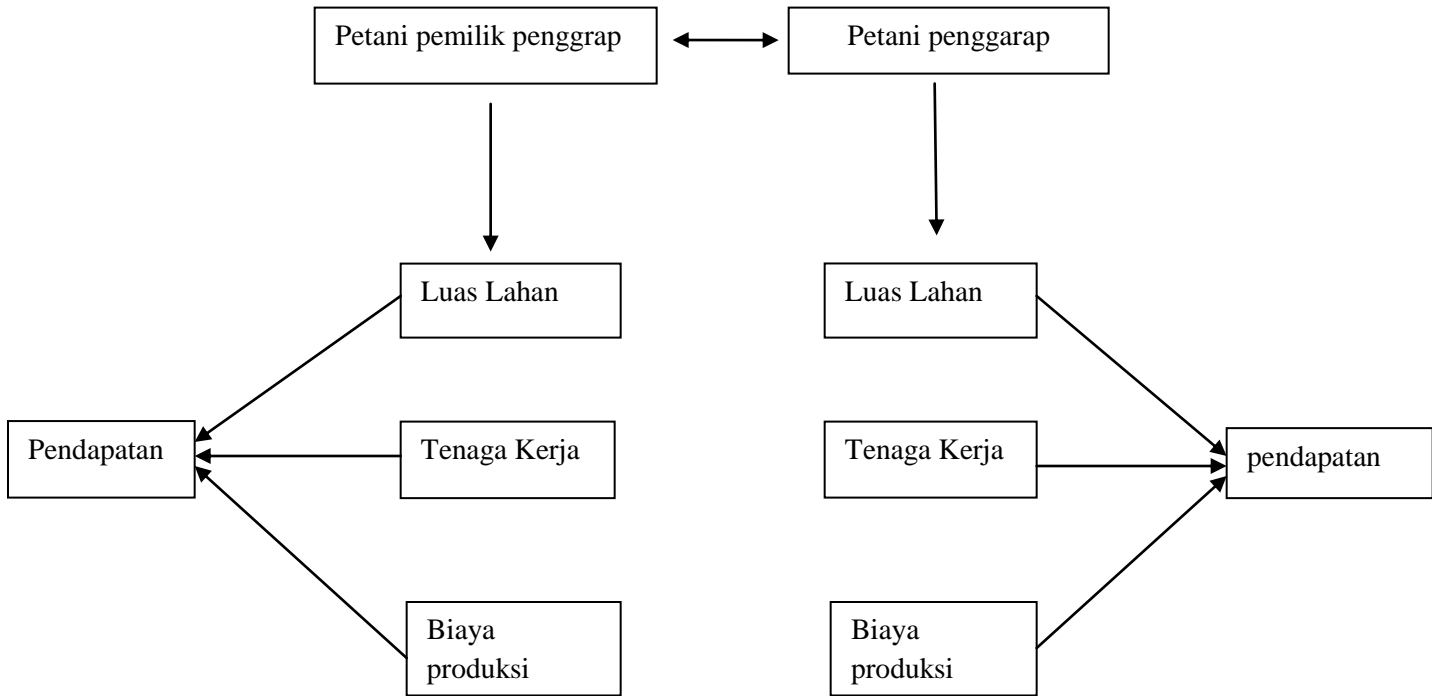 Petani pemilik penggrap
Petani penggarap
Luas Lahan
Luas Lahan
Pendapatan
Tenaga Kerja
Tenaga Kerja
pendapatan
Biaya
produksi
Biaya
produksi